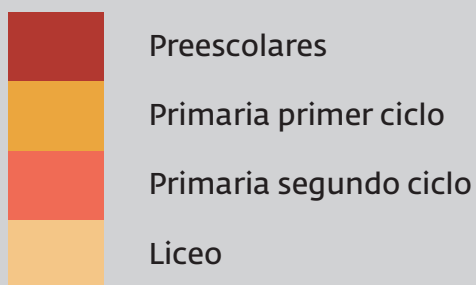 Preescolares
Primaria primer ciclo
Primaria segundo ciclo
Liceo